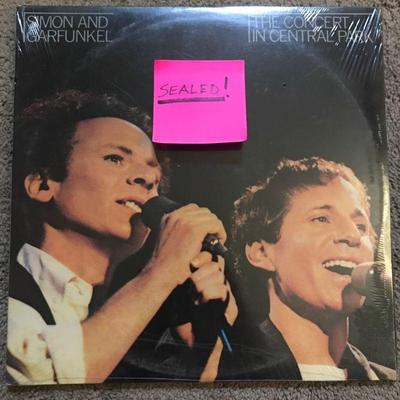 SIMON AND
GARFUNKEL
THE CONCERT
IN CENTRAL PARK
SEALED!